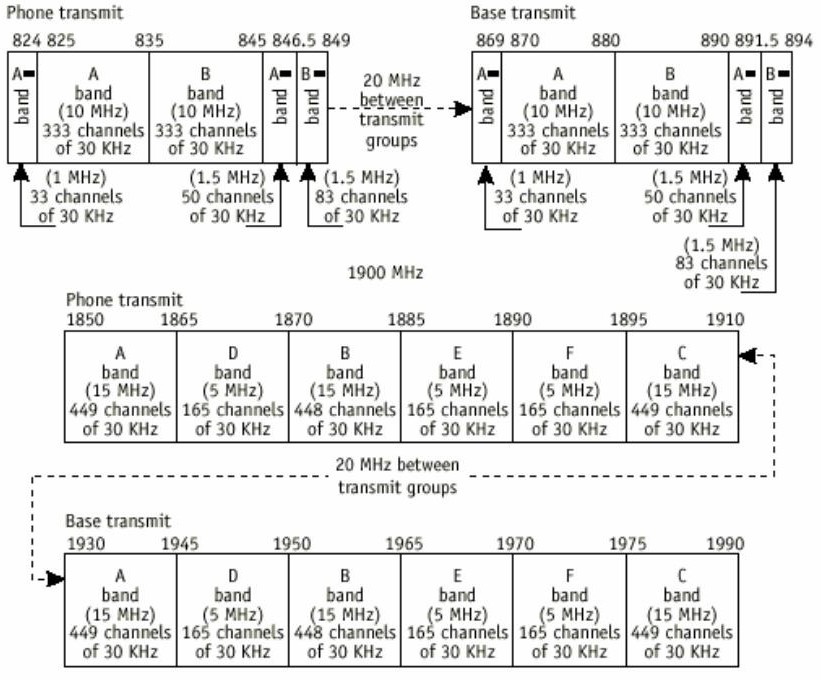 Phone transmit
824 825 835 845 846.5 849
A▬ band
A
band
(10 MHz)
333 channels
of 30 KHz
B
band
(10 MHz)
333 channels
of 30 KHz
A▬ band
B▬ band
(1 MHz)
33 channels
of 30 KHz
(1.5 MHz)
50 channels
of 30 KHz
(1.5 MHz)
83 channels
of 30 KHz
20 MHz
between
transmit
groups
Base transmit
869 870 880 890 891.5 894
A▬ band
A
band
(10 MHz)
333 channels
of 30 KHz
B
band
(10 MHz)
333 channels
of 30 KHz
A▬ band
B▬ band
(1 MHz)
33 channels
of 30 KHz
(1.5 MHz)
50 channels
of 30 KHz
(1.5 MHz)
83 channels
of 30 KHz
1900 MHz
Phone transmit
1850 1865 1870 1885 1890 1895 1910
A
band
(15 MHz)
449 channels
of 30 KHz
D
band
(5 MHz)
165 channels
of 30 KHz
B
band
(15 MHz)
448 channels
of 30 KHz
E
band
(5 MHz)
165 channels
of 30 KHz
F
band
(5 MHz)
165 channels
of 30 KHz
C
band
(15 MHz)
449 channels
of 30 KHz
20 MHz between
transmit groups
Base transmit
1930 1945 1950 1965 1970 1975 1990
A
band
(15 MHz)
449 channels
of 30 KHz
D
band
(5 MHz)
165 channels
of 30 KHz
B
band
(15 MHz)
448 channels
of 30 KHz
E
band
(5 MHz)
165 channels
of 30 KHz
F
band
(5 MHz)
165 channels
of 30 KHz
C
band
(15 MHz)
449 channels
of 30 KHz